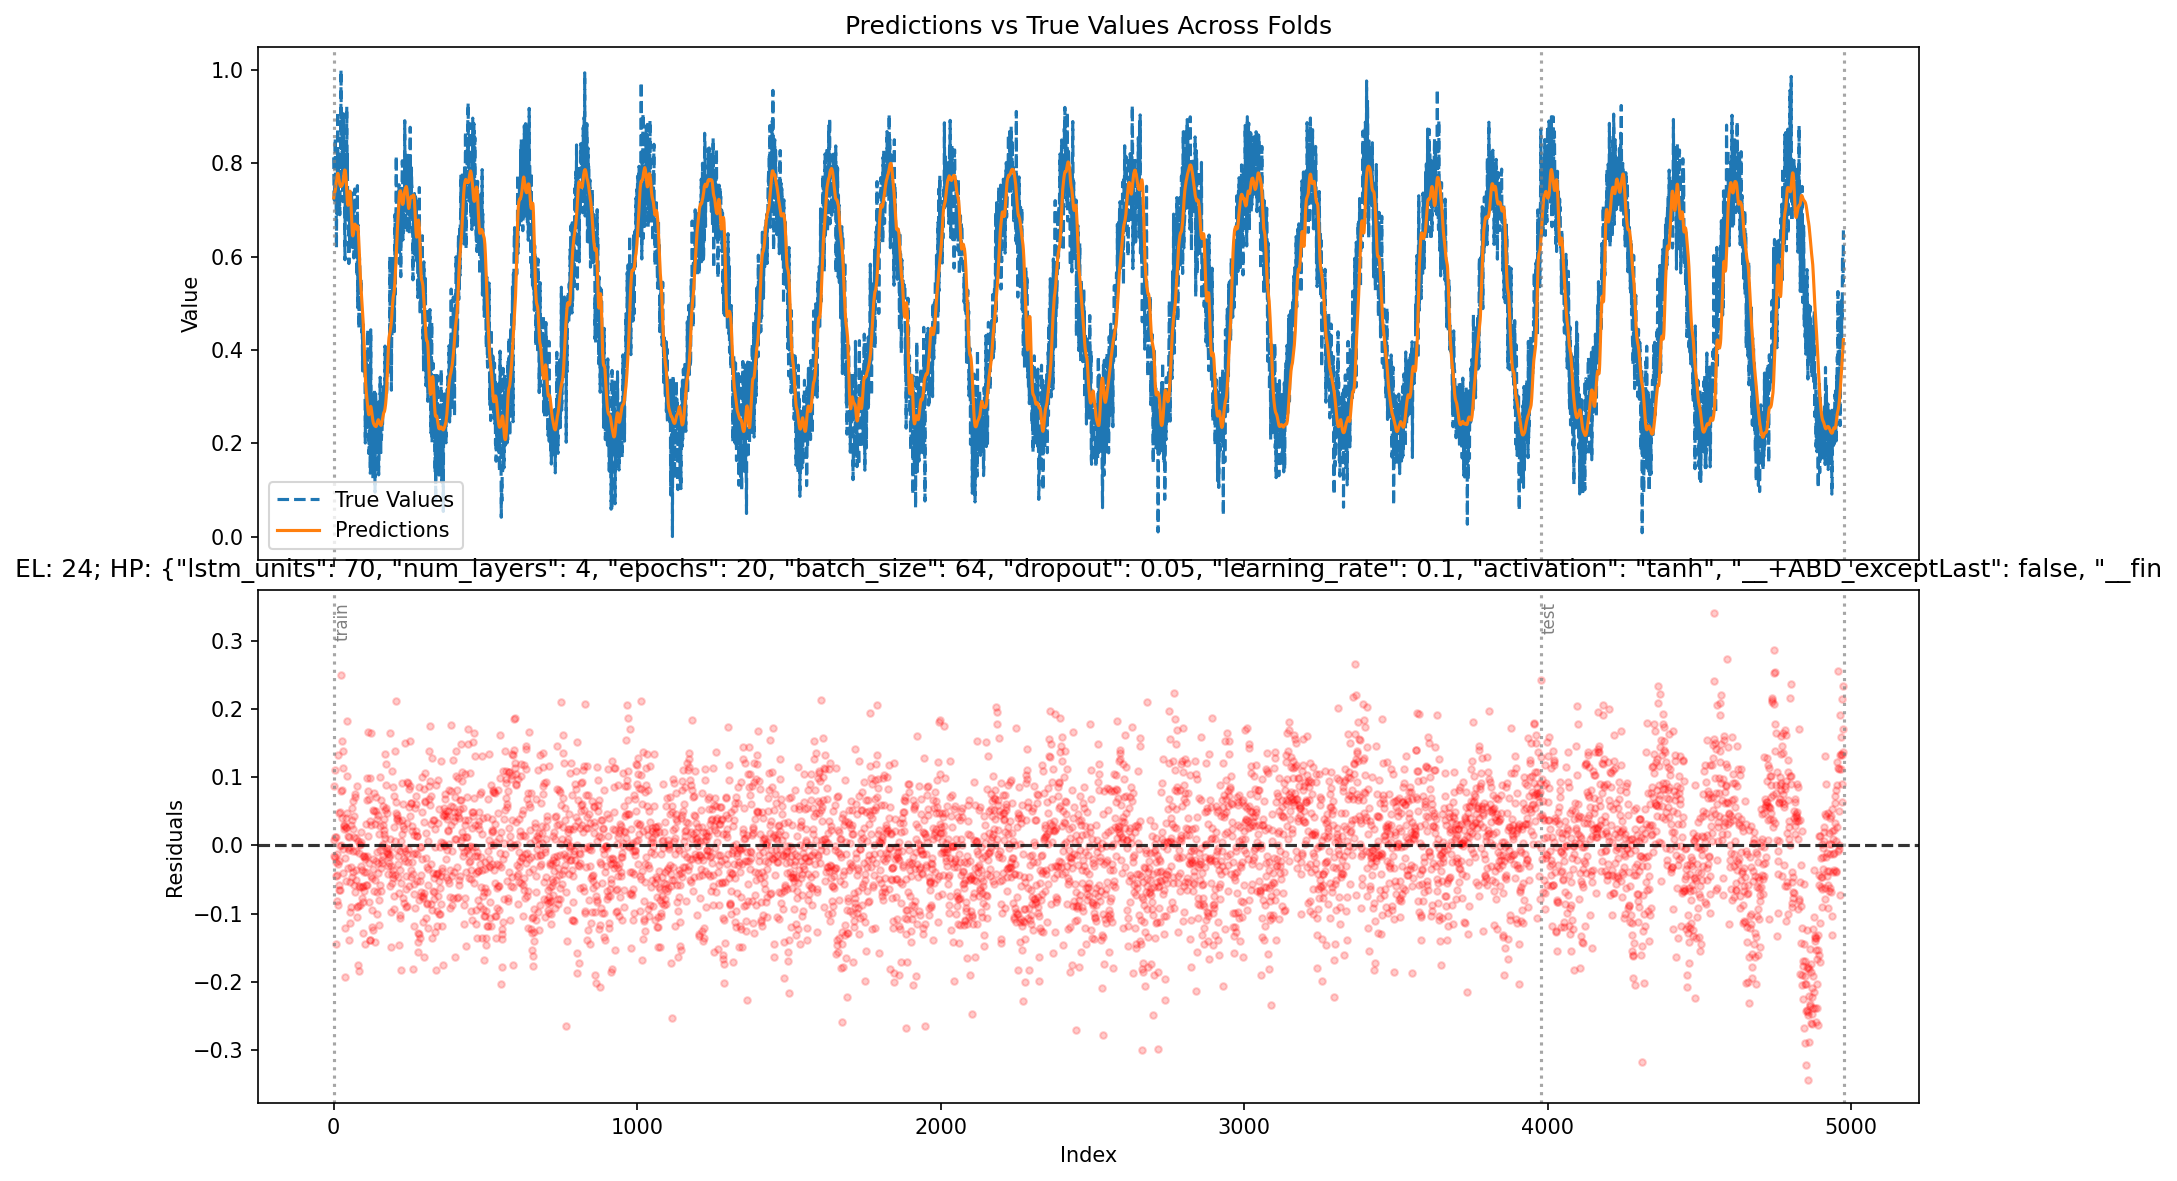 Predictions vs True Values Across Folds
Value
1.0
0.8
0.6
0.4
0.2
0.0
True Values
Predictions
EL: 24; HP: {"lstm_units": 70, "num_layers": 4, "epochs": 20, "batch_size": 64, "dropout": 0.05, "learning_rate": 0.1, "activation": "tanh", "__+ABD_exceptLast": false, "__fin
train
test
Residuals
0.3
0.2
0.1
0.0
−0.1
−0.2
−0.3
0 1000 2000 3000 4000 5000
Index